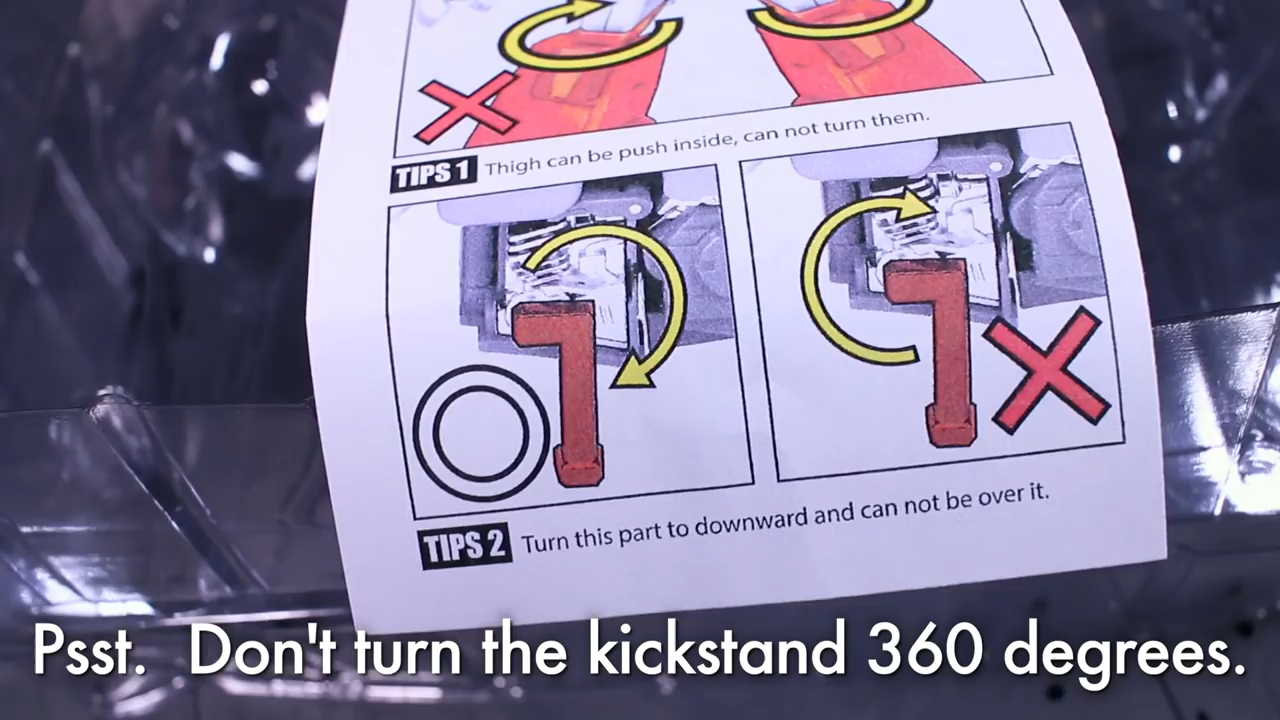 TIPS 1 Thigh can be push inside, can not turn them.
TIPS 2 Turn this part to downward and can not be over it.
Psst. Don't turn the kickstand 360 degrees.